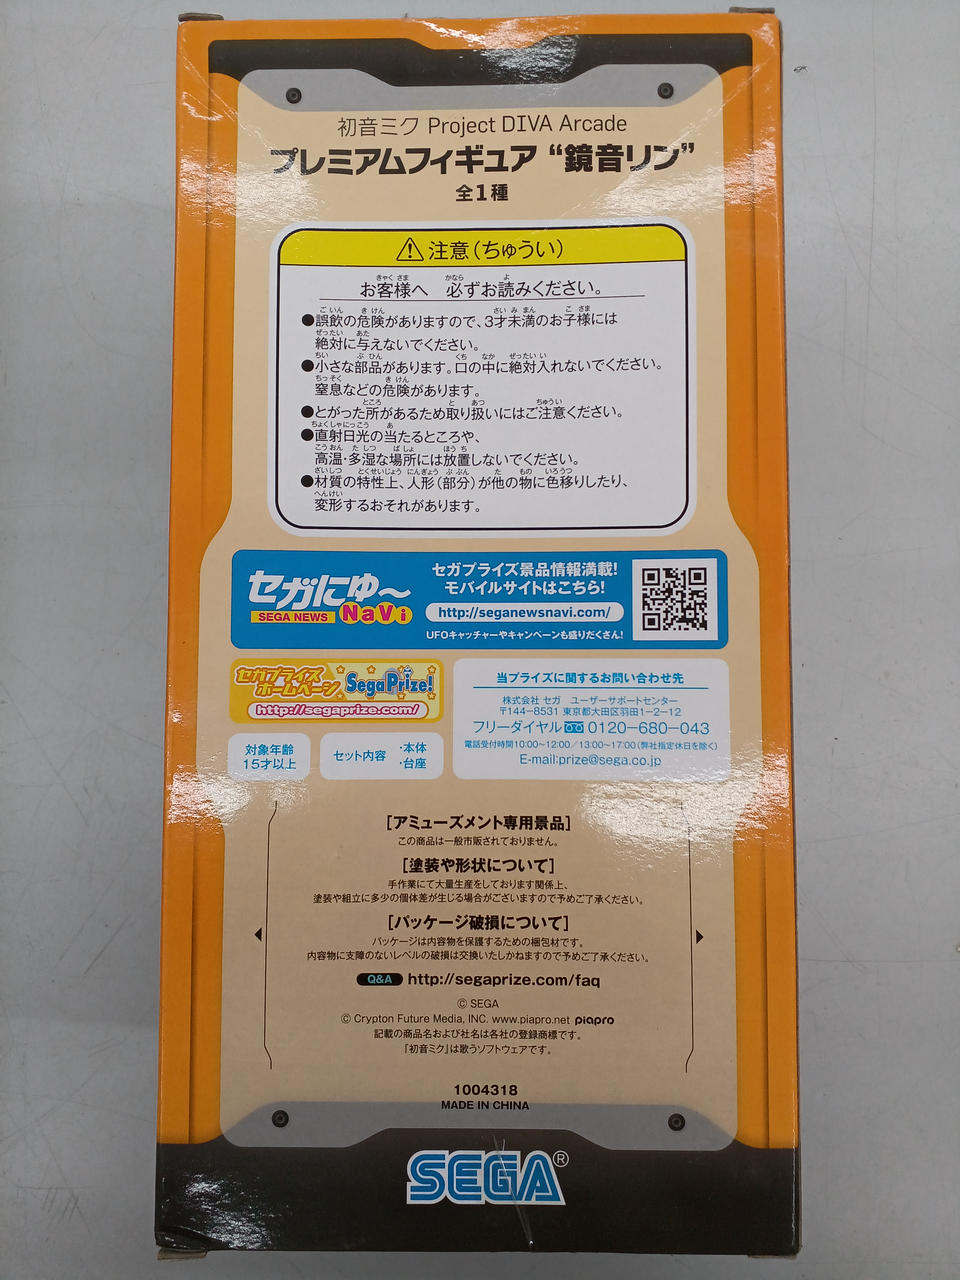 初音ミク Project DIVA Arcade
プレミアムフィギュア “鏡音リン”
全1種
注意(ちゅうい)
お客様へ 必ずお読みください。
●誤飲の危険がありますので、3才未満のお子様には
絶対に与えないでください。
●小さな部品があります。口の中に絶対入れないでください。
窒息などの危険があります。
●とがった所があるため取り扱いにはご注意ください。
●直射日光の当たるところや、
高温・多湿な場所には放置しないでください。
●材質の特性上、人形(部分)が他の物に色移りしたり、
変形するおそれがあります。
セガにゅ〜
SEGA NEWS NaVi
セガプライズ景品情報満載!
モバイルサイトはこちら!
http://seganewsnavi.com/
UFOキャッチャーやキャンペーンも盛りだくさん!
セガプライズ
ホームページ
SegaPrize!
http://segaprize.com/
対象年齢
15才以上
セット内容
・本体
・台座
当プライズに関するお問い合わせ先
株式会社 セガ ユーザーサポートセンター
〒144-8531 東京都大田区羽田1-2-12
フリーダイヤル 0120-680-043
電話受付時間10:00~12:00/13:00~17:00(弊社指定休日を除く)
E-mail:prize@sega.co.jp
[アミューズメント専用景品]
この商品は一般市販されておりません。
[塗装や形状について]
手作業にて大量生産をしております関係上、
塗装や組立に多少の個体差が生じる場合がございますので予めご了承ください。
[パッケージ破損について]
パッケージは内容物を保護するための梱包材です。
内容物に支障のないレベルの破損は交換いたしかねますので予めご了承ください。
Q&A http://segaprize.com/faq
© SEGA
© Crypton Future Media, INC. www.piapro.net piapro
記載の商品名および社名は各社の登録商標です。
『初音ミク』は歌うソフトウェアです。
1004318
MADE IN CHINA
SEGA®